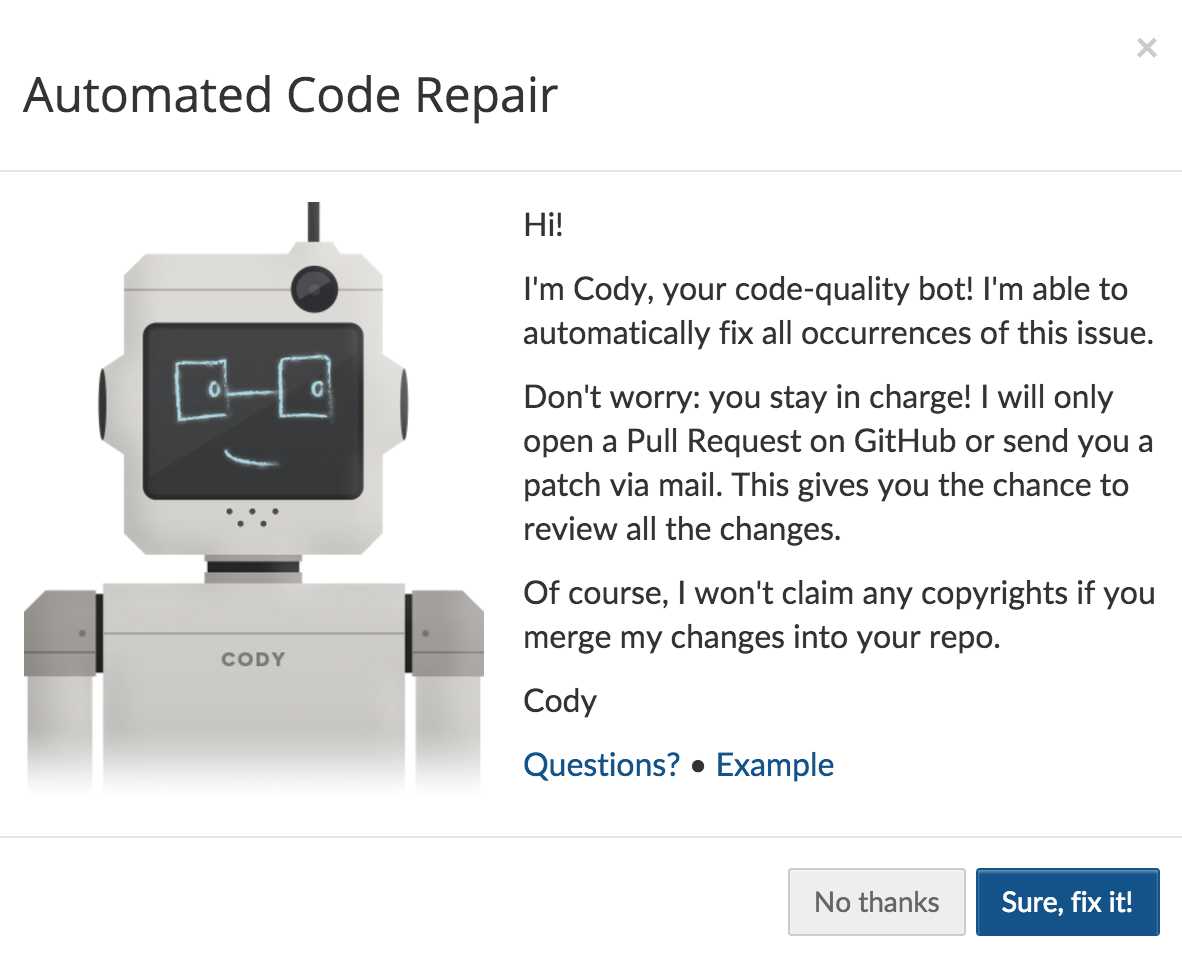 ×
Automated Code Repair
Hi!
I'm Cody, your code-quality bot! I'm able to
automatically fix all occurrences of this issue.
Don't worry: you stay in charge! I will only
open a Pull Request on GitHub or send you a
patch via mail. This gives you the chance to
review all the changes.
Of course, I won't claim any copyrights if you
merge my changes into your repo.
Cody
Questions? • Example
CODY
No thanks
Sure, fix it!